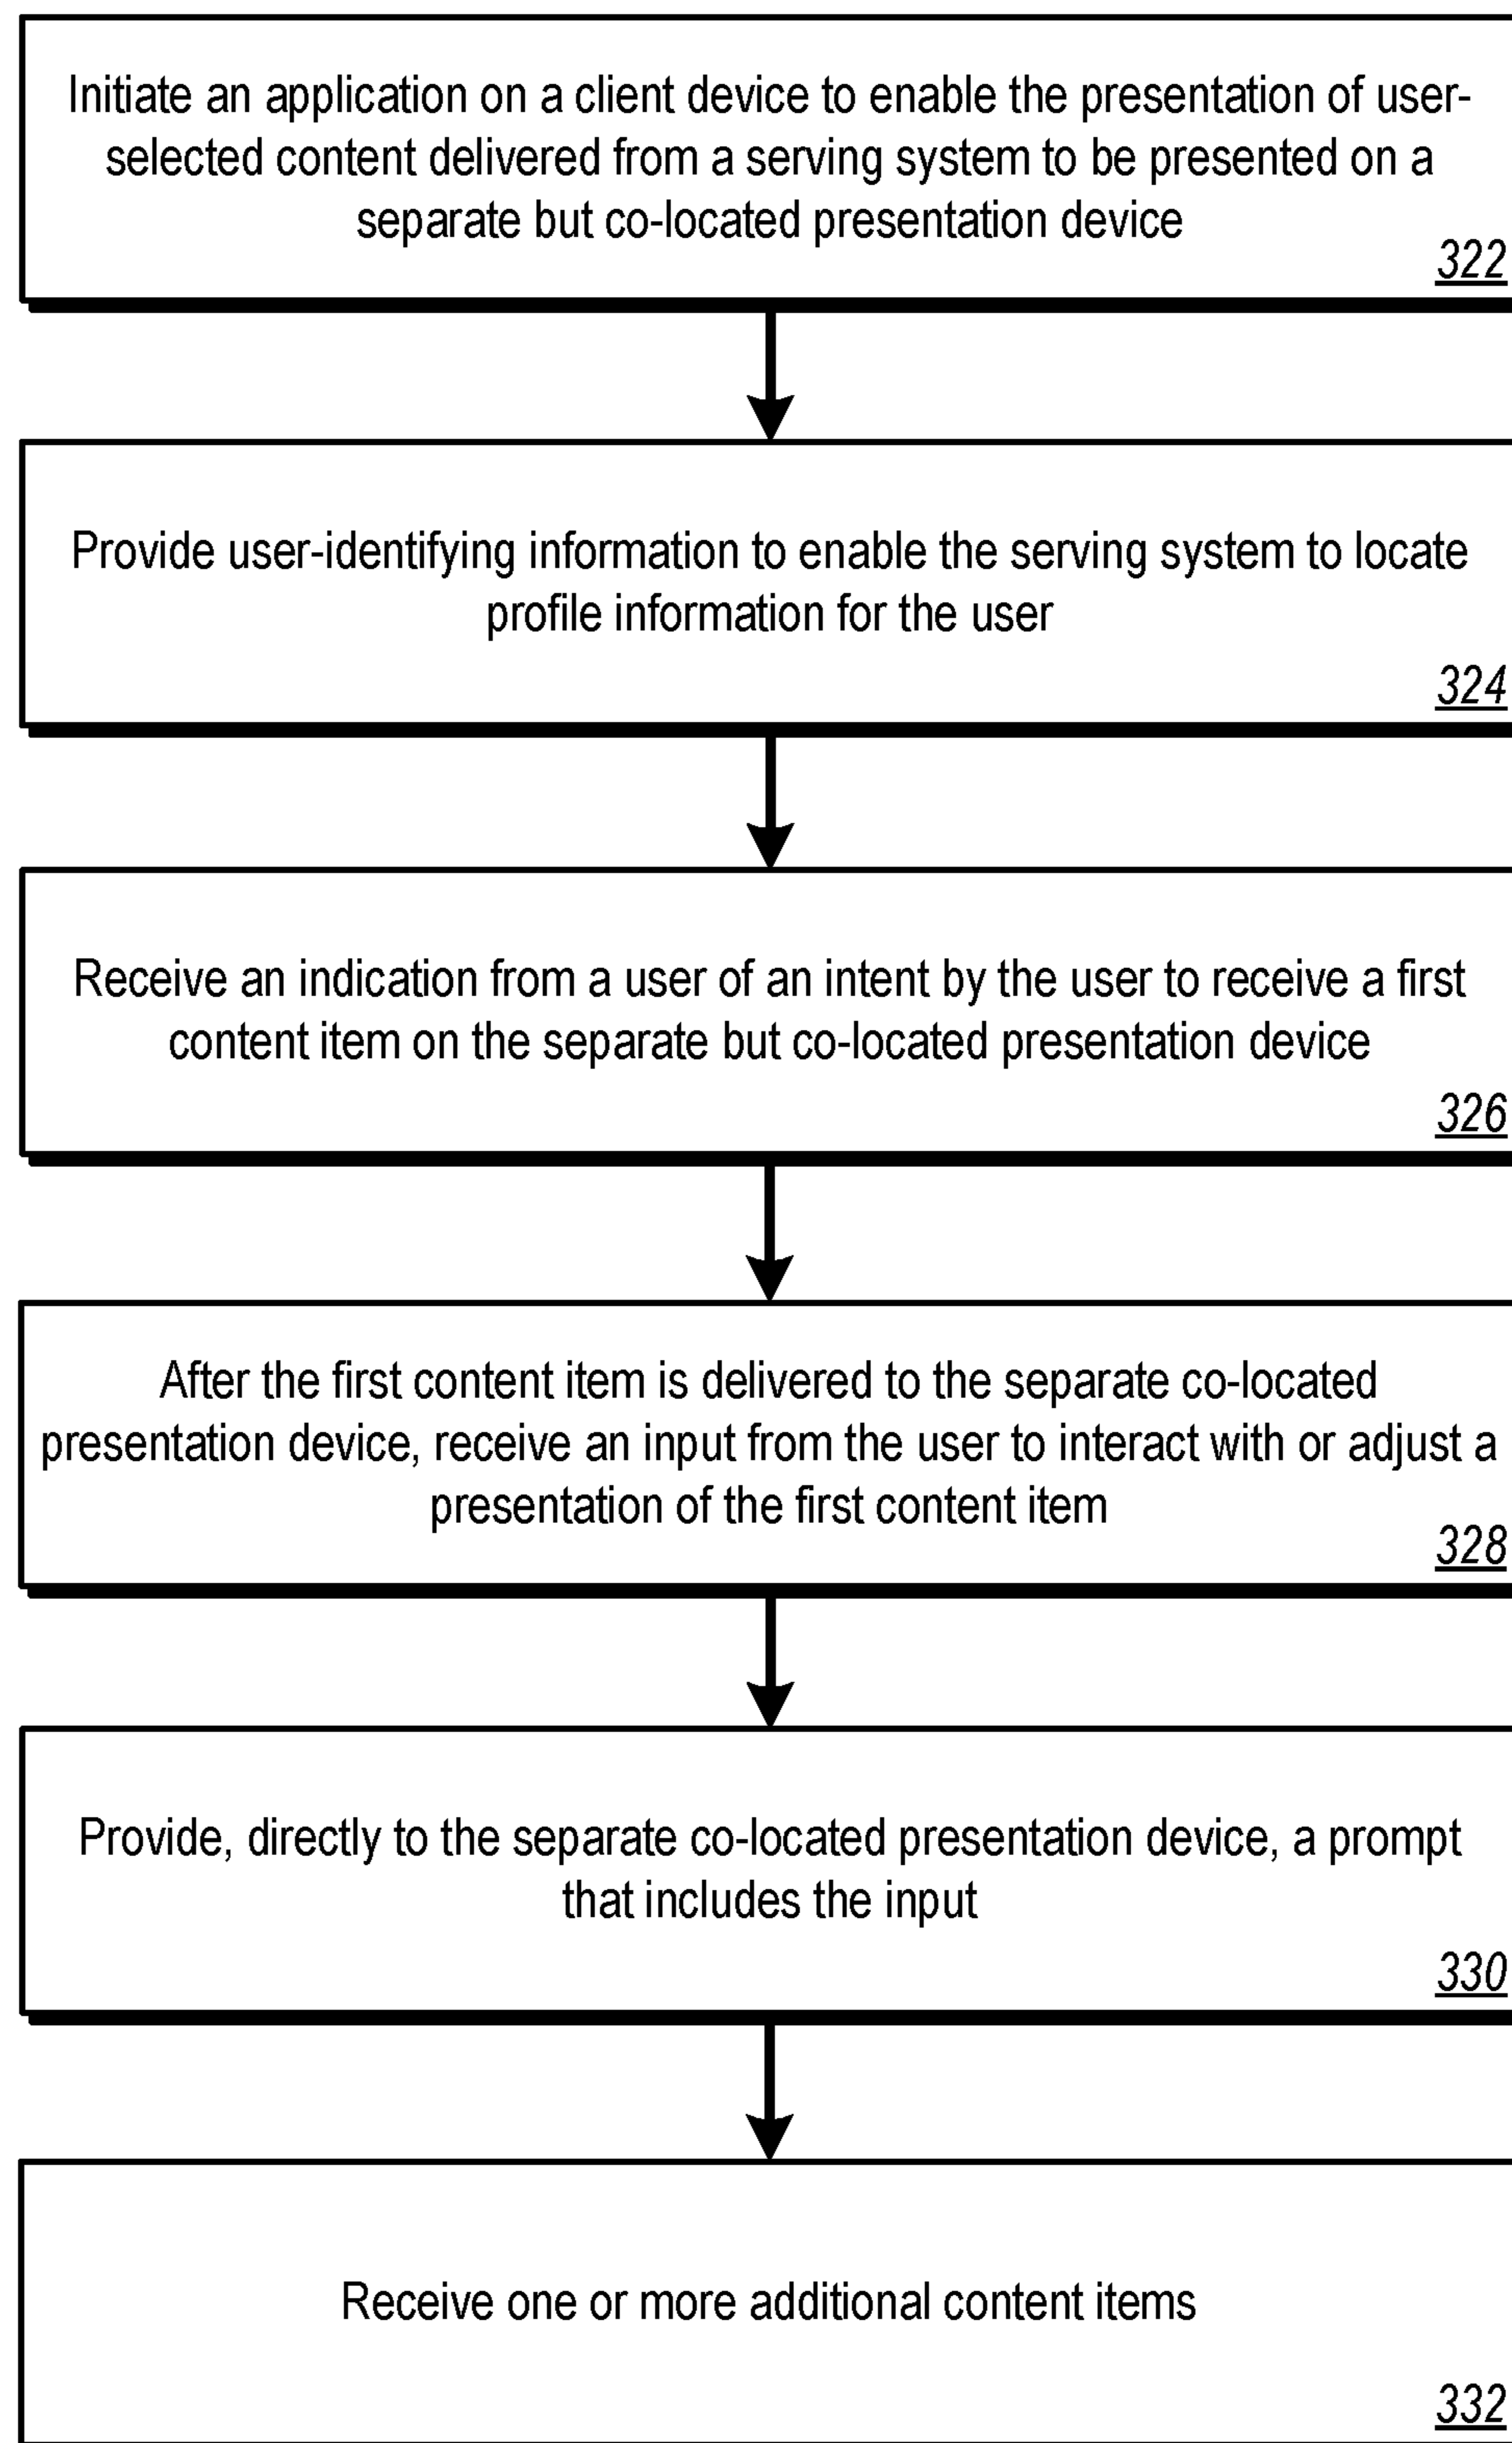 Initiate an application on a client device to enable the presentation of user-
selected content delivered from a serving system to be presented on a
separate but co-located presentation device
322
Provide user-identifying information to enable the serving system to locate
profile information for the user
324
Receive an indication from a user of an intent by the user to receive a first
content item on the separate but co-located presentation device
326
After the first content item is delivered to the separate co-located
presentation device, receive an input from the user to interact with or adjust a
presentation of the first content item
328
Provide, directly to the separate co-located presentation device, a prompt
that includes the input
330
Receive one or more additional content items
332